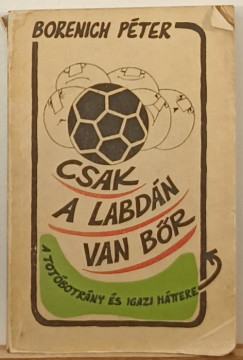 BORENICH PÉTER
CSAK
A LABDÁN
VAN BŐR
A TOTÓBOTRÁNY ÉS IGAZI HÁTTERE